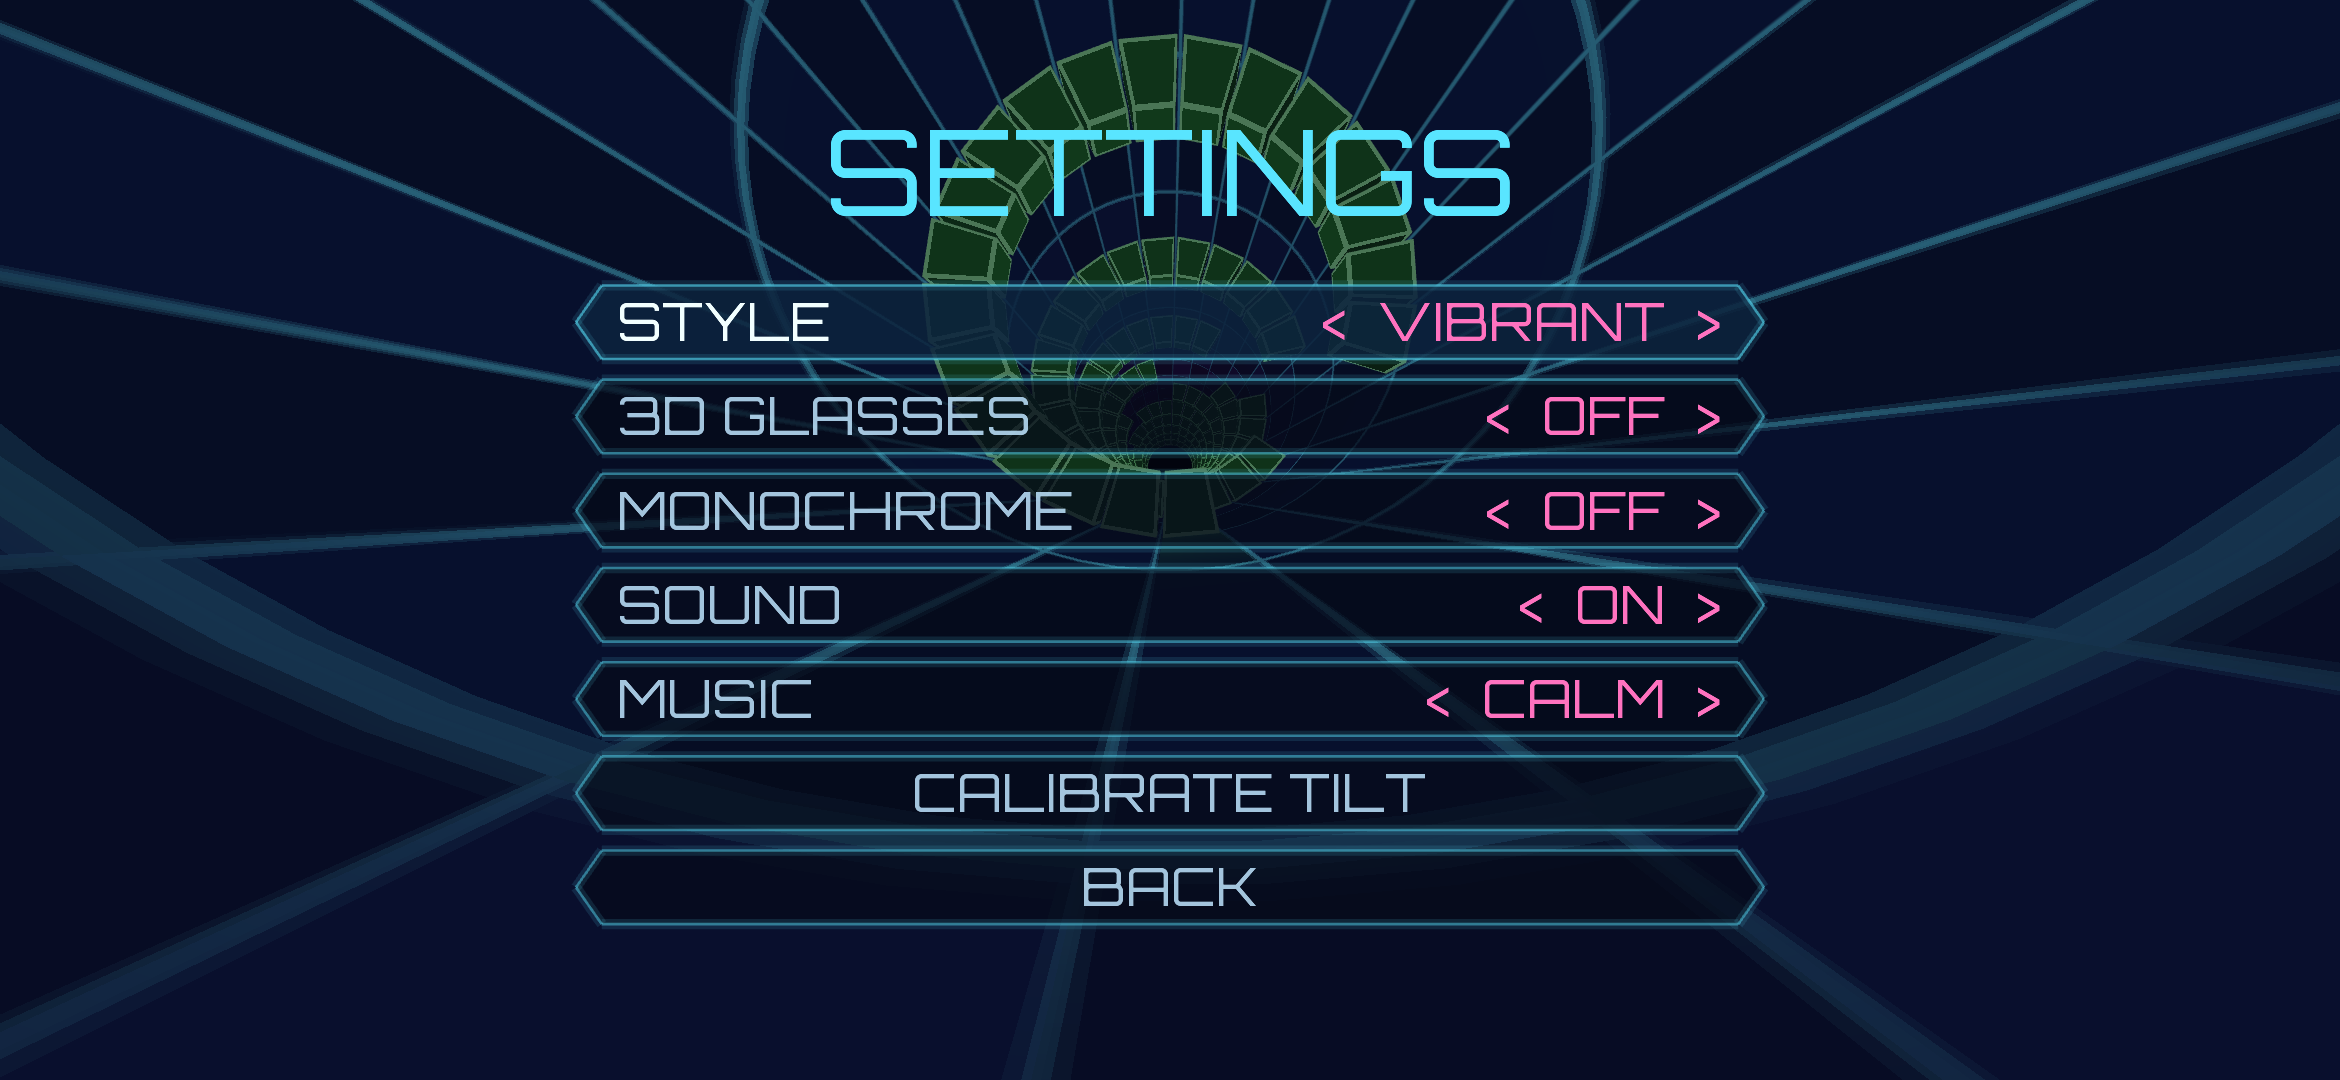 SETTINGS
STYLE < VIBRANT >
3D GLASSES < OFF >
MONOCHROME < OFF >
SOUND < ON >
MUSIC < CALM >
CALIBRATE TILT
BACK